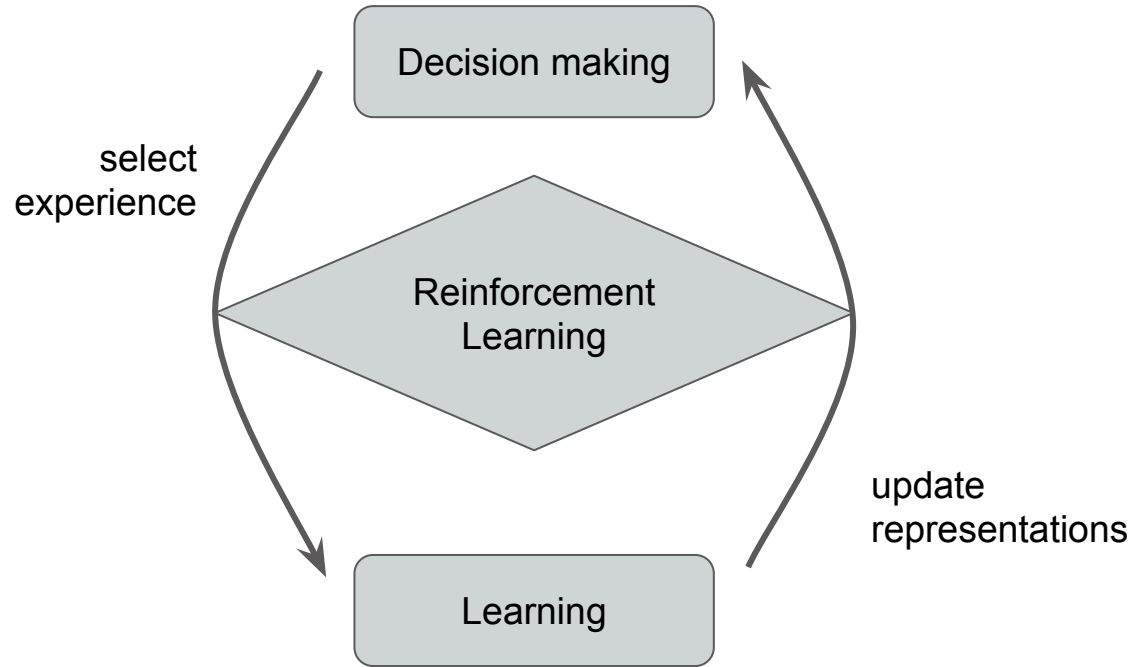 Decision making
select
experience
Reinforcement
Learning
update
representations
Learning